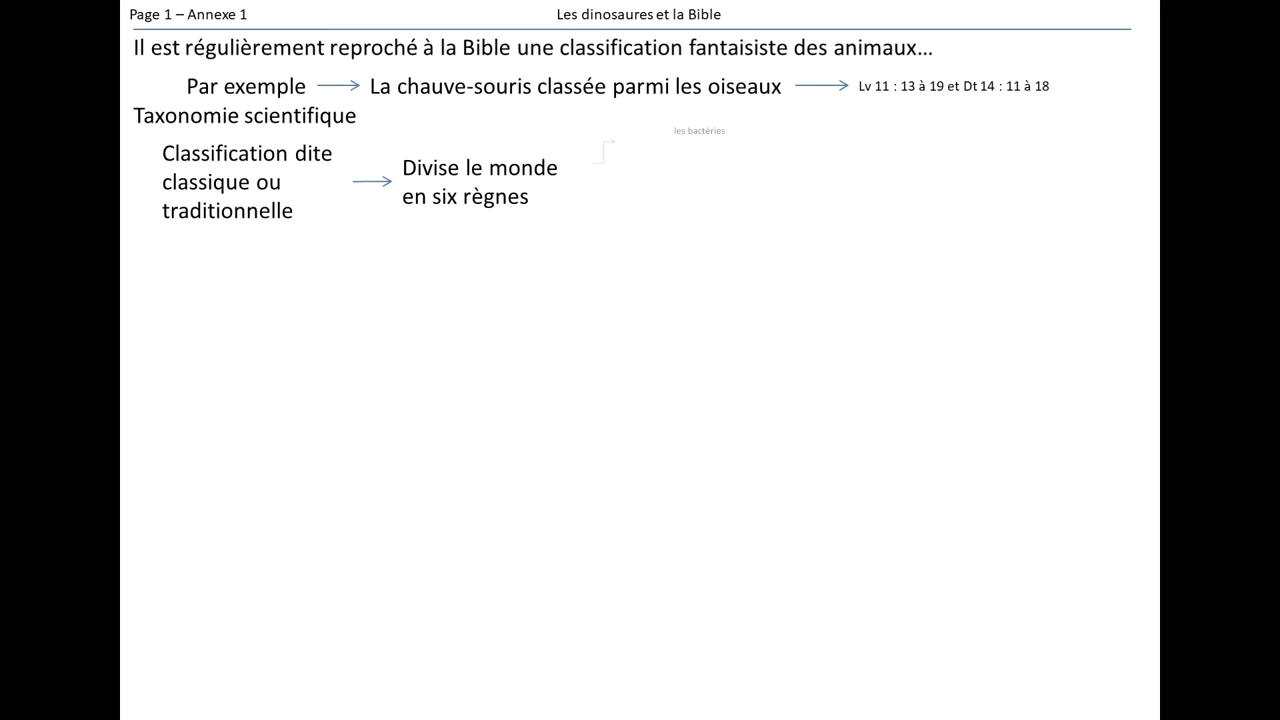 Page 1 – Annexe 1
Les dinosaures et la Bible
Il est régulièrement reproché à la Bible une classification fantaisiste des animaux…
Par exemple
La chauve-souris classée parmi les oiseaux
Lv 11 : 13 à 19 et Dt 14 : 11 à 18
Taxonomie scientifique
les bactéries
Classification dite
classique ou
traditionnelle
Divise le monde
en six règnes